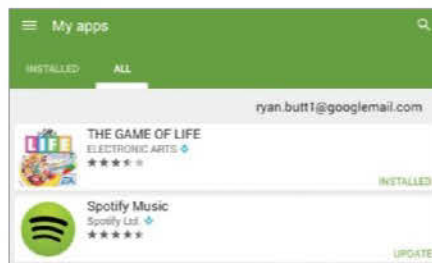 My apps
INSTALLED ALL
ryan.butt1@googlemail.com
LIFE
THE GAME OF LIFE
ELECTRONIC ARTS
INSTALLED
Spotify Music
Spotify Ltd.
UPDATE